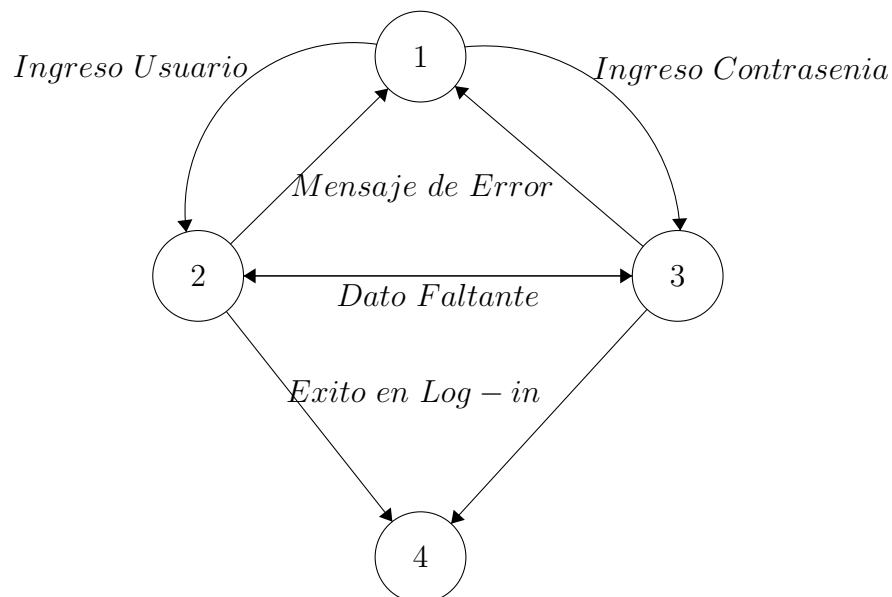 1
Ingreso Usuario
Ingreso Contrasenia
Mensaje de Error
2
3
Dato Faltante
Exito en Log − in
4